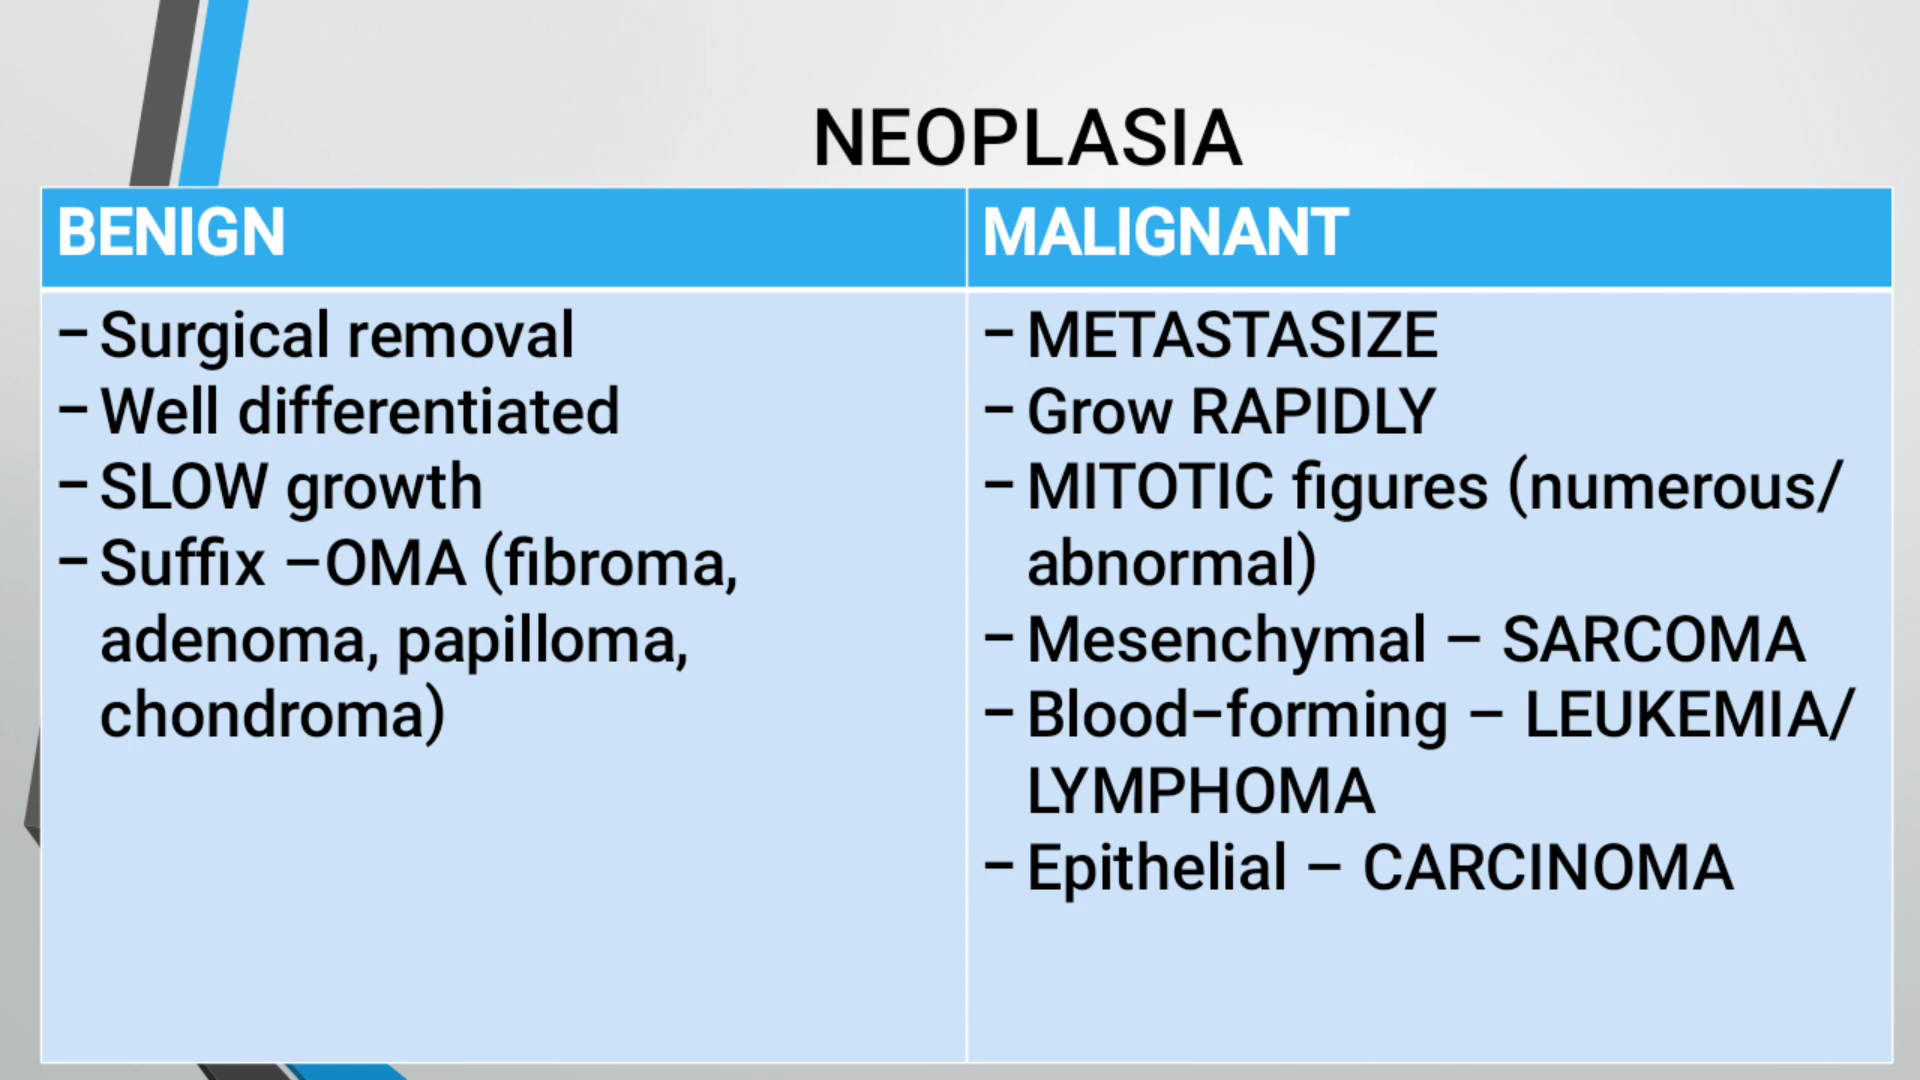 NEOPLASIA
BENIGN
– Surgical removal
– Well differentiated
– SLOW growth
– Suffix –OMA (fibroma,
adenoma, papilloma,
chondroma)
MALIGNANT
– METASTASIZE
– Grow RAPIDLY
– MITOTIC figures (numerous/
abnormal)
– Mesenchymal – SARCOMA
– Blood-forming – LEUKEMIA/
LYMPHOMA
– Epithelial – CARCINOMA